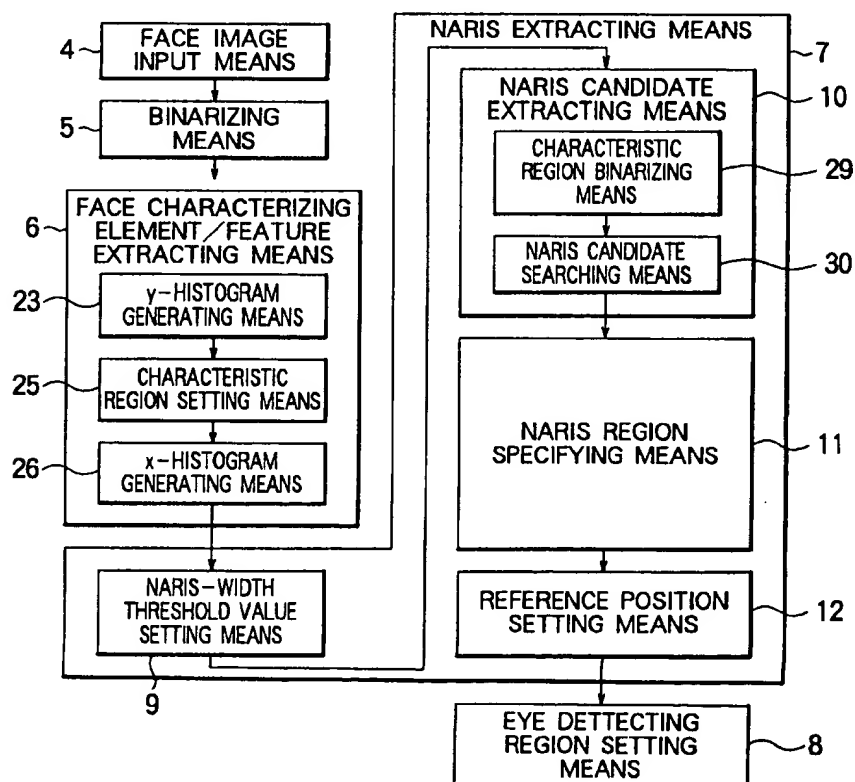 4
FACE IMAGE
INPUT MEANS
5
BINARIZING
MEANS
6
FACE CHARACTERIZING
ELEMENT/FEATURE
EXTRACTING MEANS
23
y-HISTOGRAM
GENERATING MEANS
25
CHARACTERISTIC
REGION SETTING MEANS
26
x-HISTOGRAM
GENERATING MEANS
NARIS-WIDTH
THRESHOLD VALUE
SETTING MEANS
9
NARIS EXTRACTING MEANS
7
NARIS CANDIDATE
EXTRACTING MEANS
10
CHARACTERISTIC
REGION BINARIZING
MEANS
29
NARIS CANDIDATE
SEARCHING MEANS
30
NARIS REGION
SPECIFYING MEANS
11
REFERENCE POSITION
SETTING MEANS
12
EYE DETTECTING
REGION SETTING
MEANS
8